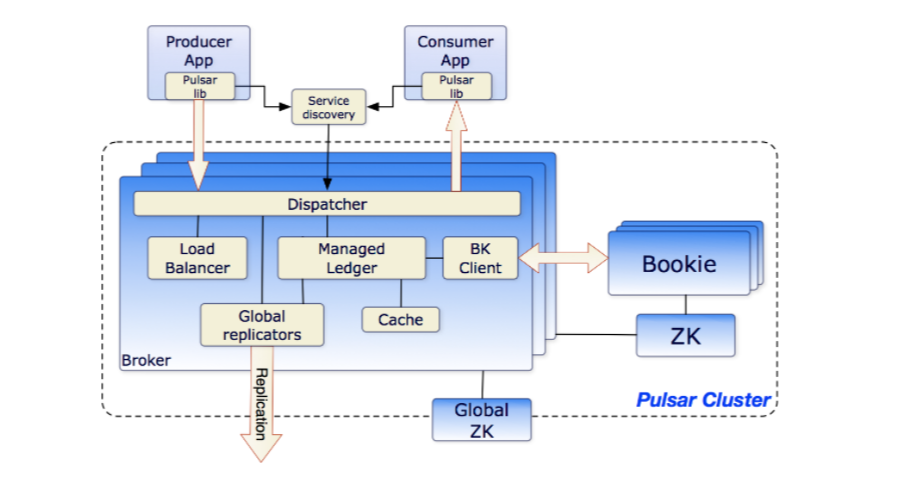 Producer
App
Pulsar
lib
Consumer
App
Pulsar
lib
Service
discovery
Dispatcher
Load
Balancer
Managed
Ledger
BK
Client
Bookie
Global
replicators
Cache
ZK
Broker
Replication
Pulsar Cluster
Global
ZK